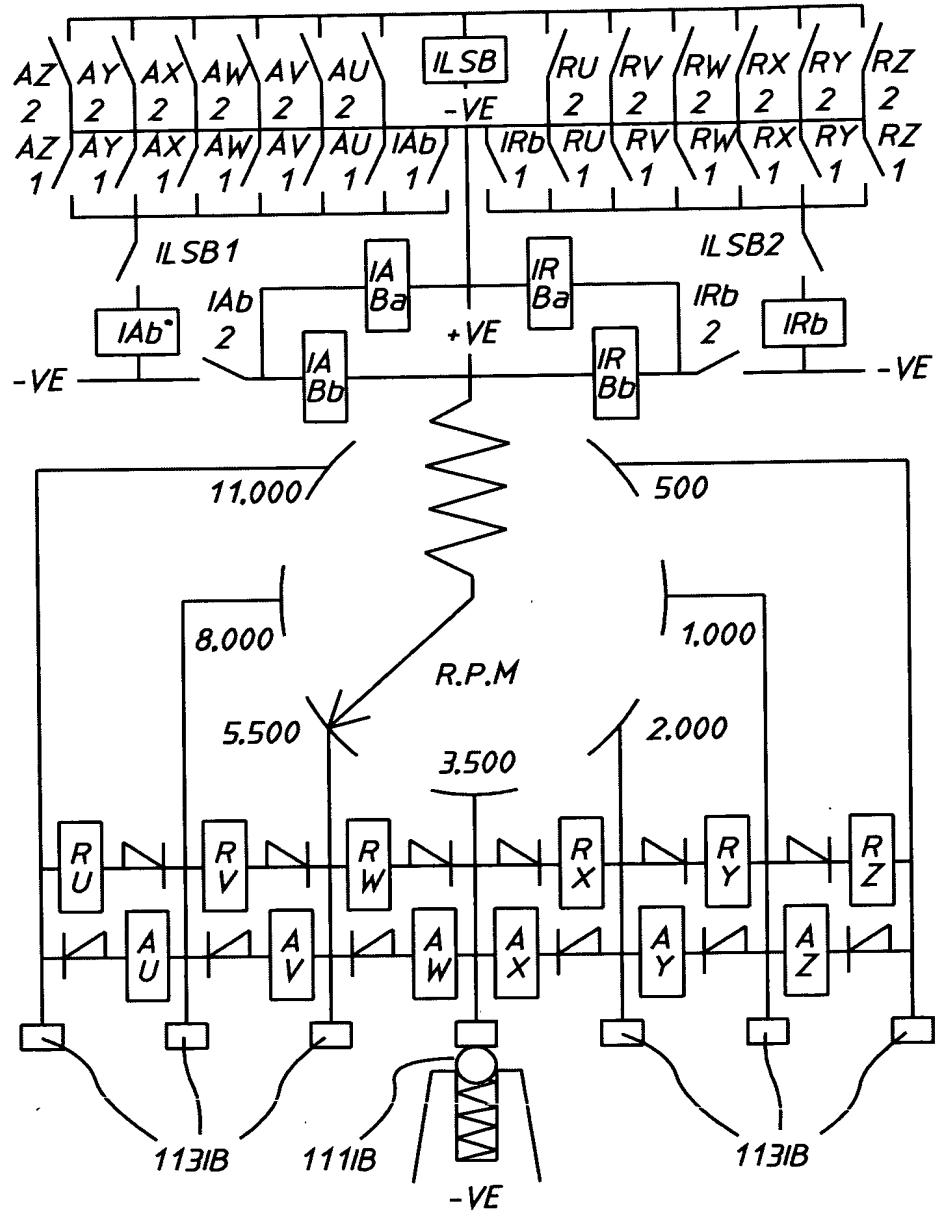 AZ AY AX AW AV AU ILSB RU RV RW RX RY RZ
2 2 2 2 2 2 -VE 2 2 2 2 2 2
AZ AY AX AW AV AU IAb IRb RU RV RW RX RY RZ
1 1 1 1 1 1 1 1 1 1 1 1 1 1
ILSB1 ILSB2
IA IR
Ba Ba
IAb IRb
2 2
IAb IRb
+VE
IA IR
Bb Bb
-VE -VE
11.000 500
8.000 1.000
R.P.M
5.500 2.000
3.500
R R R R R R
U V W X Y Z
A A A A A A
U V W X Y Z
113IB 111IB 113IB
-VE